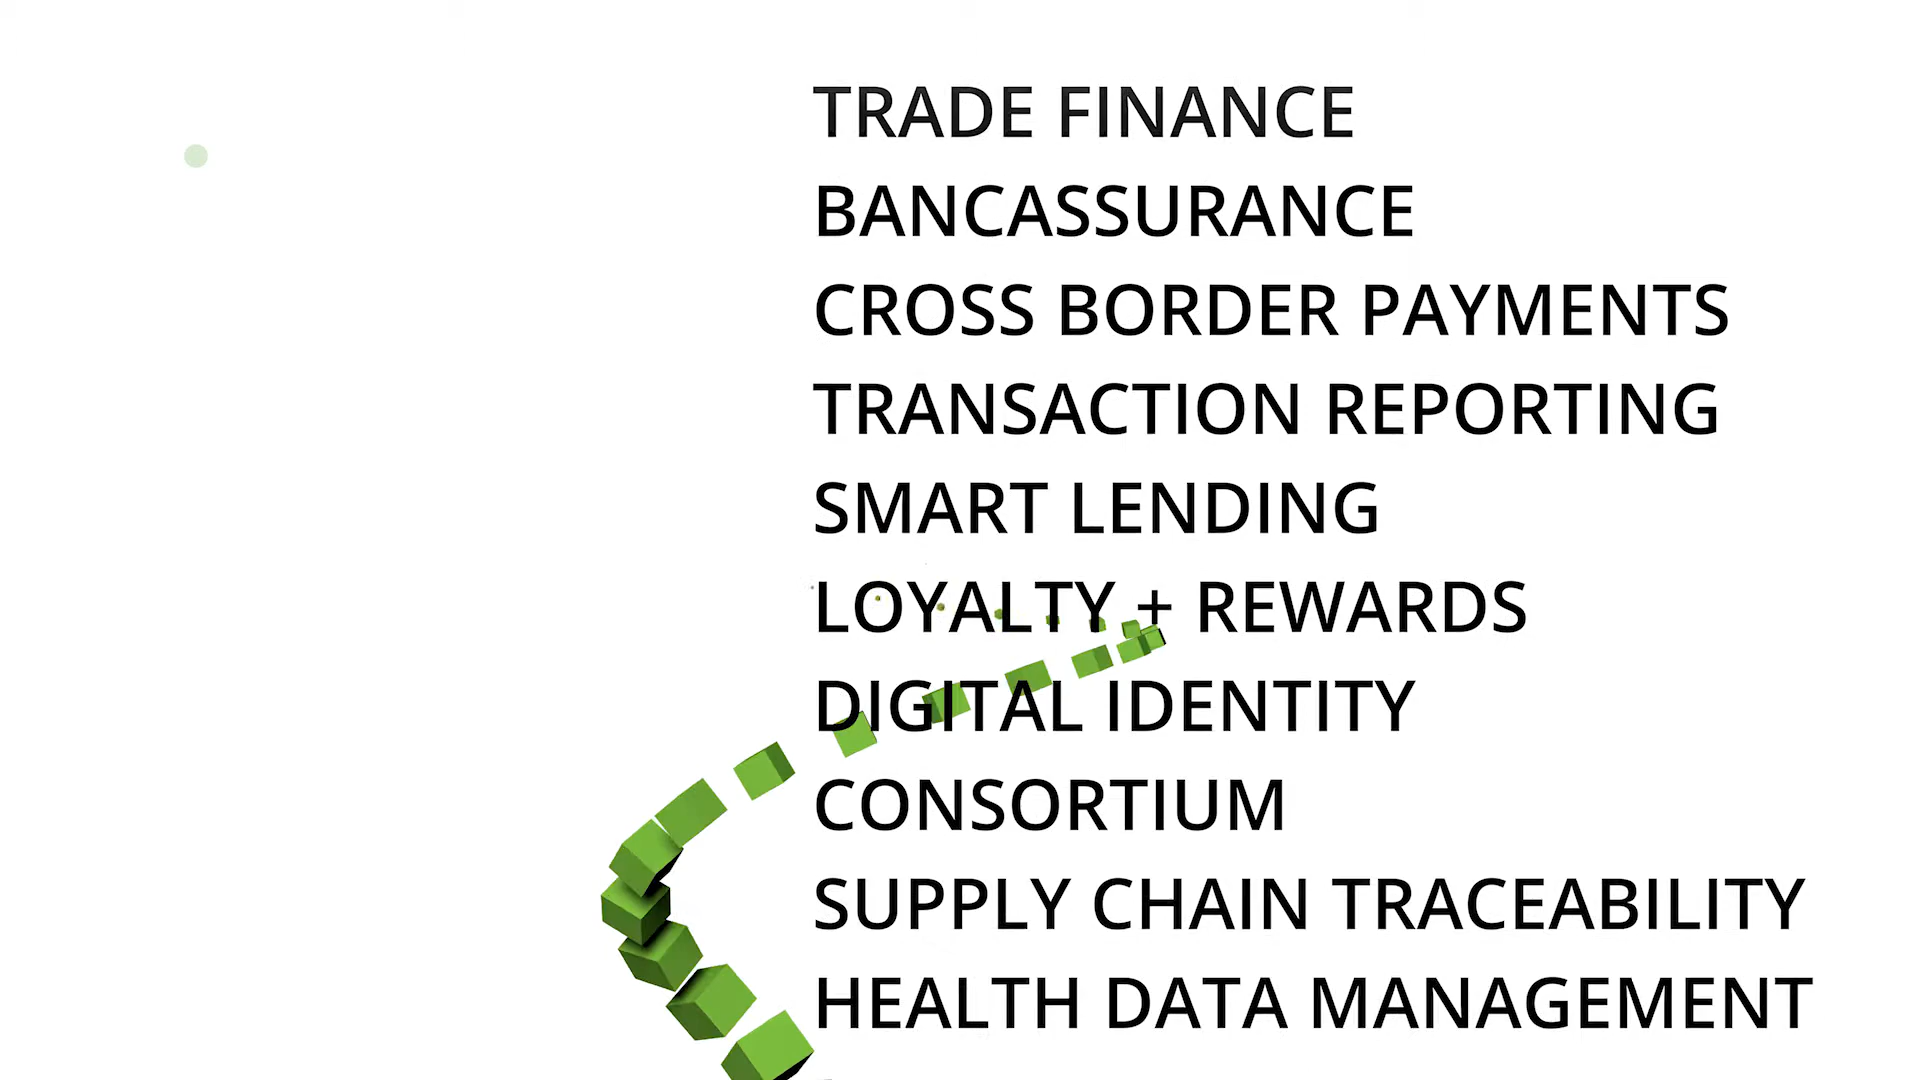 TRADE FINANCE
BANCASSURANCE
CROSS BORDER PAYMENTS
TRANSACTION REPORTING
SMART LENDING
LOYALTY + REWARDS
DIGITAL IDENTITY
CONSORTIUM
SUPPLY CHAIN TRACEABILITY
HEALTH DATA MANAGEMENT